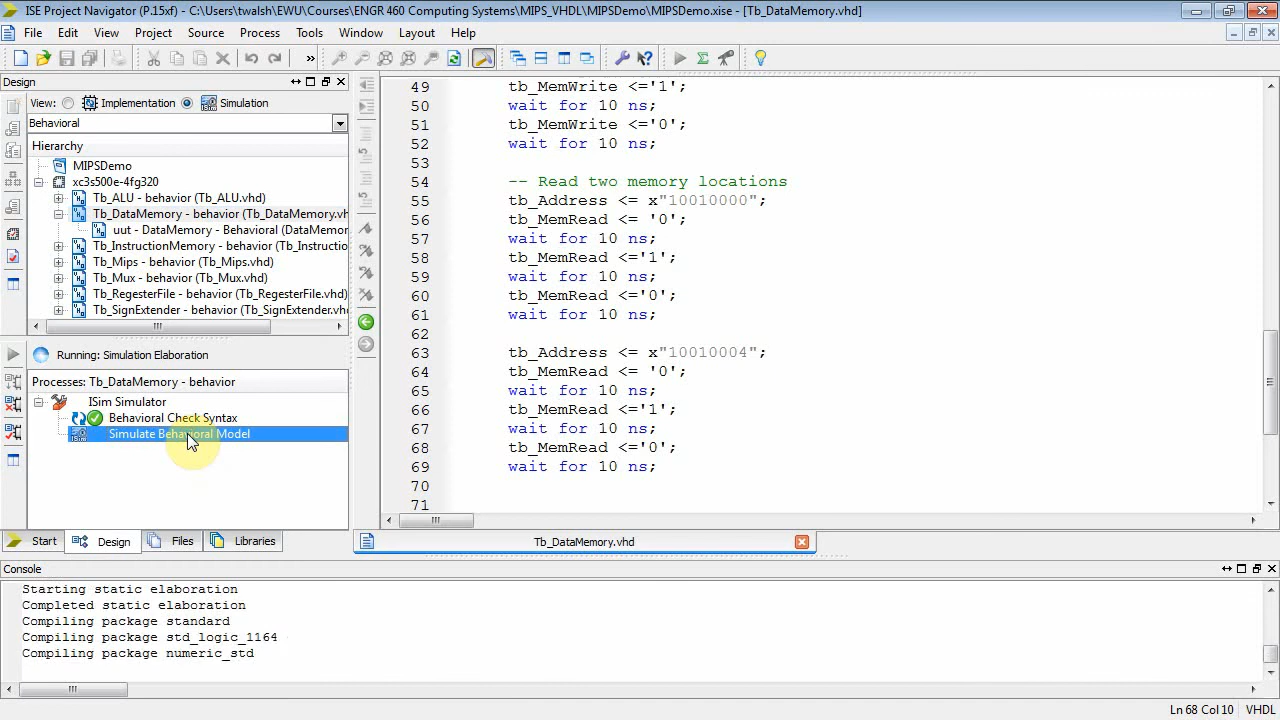 ISE Project Navigator (P.15xf) - C:\Users\twalsh\EWU\Courses\ENGR 460 Computing Systems\MIPS_VHDL\MIPSDemo\MIPSDemo.xise - [Tb_DataMemory.vhd]
File Edit View Project Source Process Tools Window Layout Help
»
Design
View: Implementation Simulation
Behavioral
Hierarchy
MIPSDemo
Tb_ALU - behavior (Tb_ALU.vhd)
Tb_DataMemory - behavior (Tb_DataMemory.vh
uut - DataMemory - Behavioral (DataMemor
Tb_InstructionMemory - behavior (Tb_Instructio
Tb_Mips - behavior (Tb_Mips.vhd)
Tb_Mux - behavior (Tb_Mux.vhd)
Tb_RegesterFile - behavior (Tb_RegesterFile.vhd)
Tb_SignExtender - behavior (Tb_SignExtender.vh
Running: Simulation Elaboration
Processes: Tb_DataMemory - behavior
ISim Simulator
Behavioral Check Syntax
Simulate Behavioral Model
Start Design Files Libraries
49 tb_MemWrite <='1';
50 wait for 10 ns;
51 tb_MemWrite <='0';
52 wait for 10 ns;
53
54 -- Read two memory locations
55 tb_Address <= x"10010000";
56 tb_MemRead <= '0';
57 wait for 10 ns;
58 tb_MemRead <='1';
59 wait for 10 ns;
60 tb_MemRead <='0';
61 wait for 10 ns;
62
63 tb_Address <= x"10010004";
64 tb_MemRead <= '0';
65 wait for 10 ns;
66 tb_MemRead <='1';
67 wait for 10 ns;
68 tb_MemRead <='0';
69 wait for 10 ns;
70
71
Tb_DataMemory.vhd
Console
Starting static elaboration
Completed static elaboration
Compiling package standard
Compiling package std_logic_1164
Compiling package numeric_std
Ln 68 Col 10 VHDL